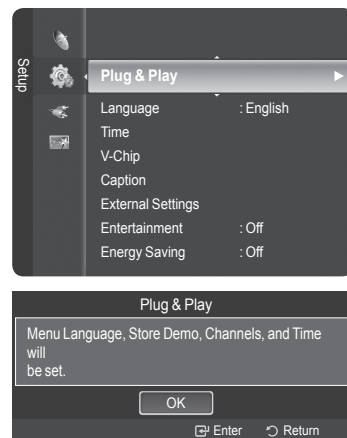 Setup
Plug & Play
Language : English
Time
V-Chip
Caption
External Settings
Entertainment : Off
Energy Saving : Off
Plug & Play
Menu Language, Store Demo, Channels, and Time
will
be set.
OK
Enter Return